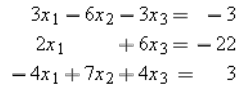 3x₁ − 6x₂ − 3x₃ = −3
2x₁ + 6x₃ = −22
−4x₁ + 7x₂ + 4x₃ = 3